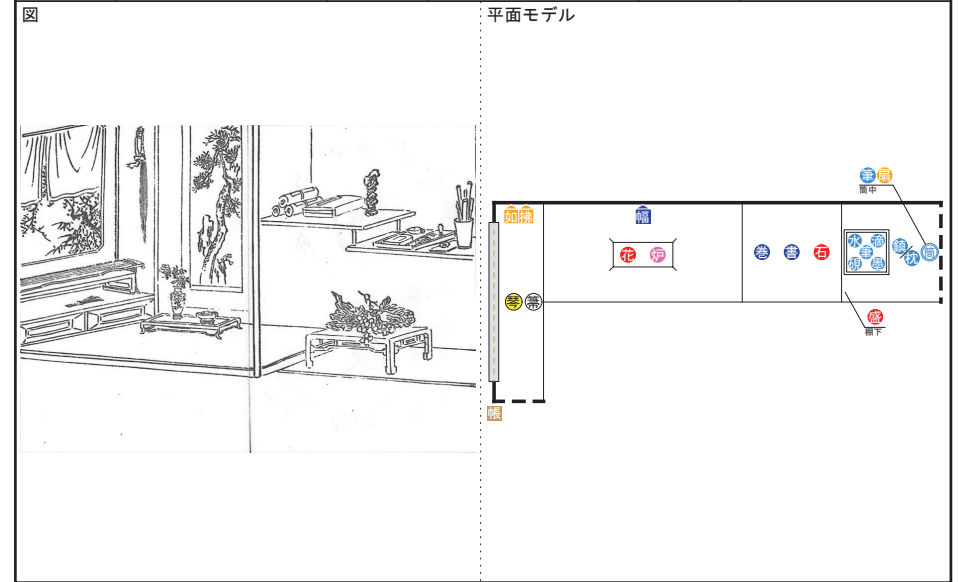 図
平面モデル
筆 扇
筒中
如 拂
幅
花 炉
巻 書 石
水 滴
筆
硯 墨
鎮 枕 筒
琴 帚
盛
棚下
帳